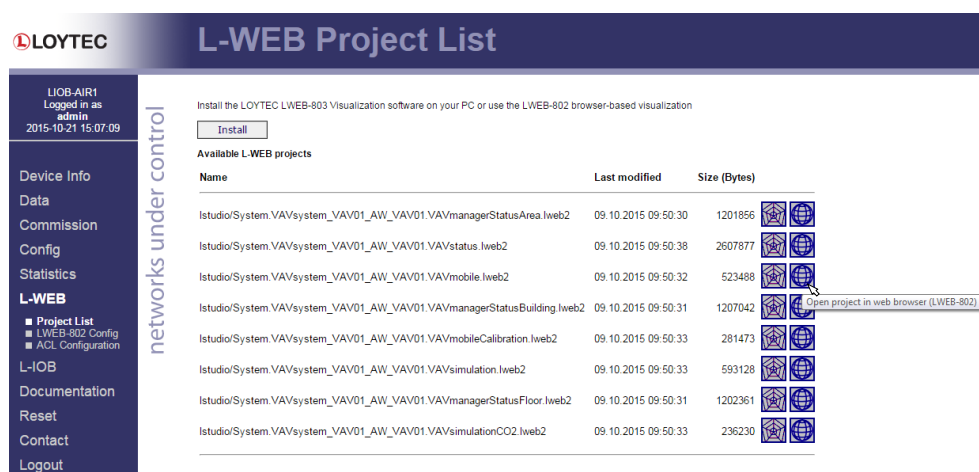 LOYTEC
L-WEB Project List
LIOB-AIR1
Logged in as
admin
2015-10-21 15:07:09
Device Info
Data
Commission
Config
Statistics
L-WEB
Project List
LWEB-802 Config
ACL Configuration
L-IOB
Documentation
Reset
Contact
Logout
networks under control
Install the LOYTEC LWEB-803 Visualization software on your PC or use the LWEB-802 browser-based visualization
Install
Available L-WEB projects
Name Last modified Size (Bytes)
lstudio/System.VAVsystem_VAV01_AW_VAV01.VAVmanagerStatusArea.lweb2 09.10.2015 09:50:30 1201856
lstudio/System.VAVsystem_VAV01_AW_VAV01.VAVstatus.lweb2 09.10.2015 09:50:38 2607877
lstudio/System.VAVsystem_VAV01_AW_VAV01.VAVmobile.lweb2 09.10.2015 09:50:32 523488
Open project in web browser (LWEB-802)
lstudio/System.VAVsystem_VAV01_AW_VAV01.VAVmanagerStatusBuilding.lweb2 09.10.2015 09:50:31 1207042
lstudio/System.VAVsystem_VAV01_AW_VAV01.VAVmobileCalibration.lweb2 09.10.2015 09:50:33 281473
lstudio/System.VAVsystem_VAV01_AW_VAV01.VAVsimulation.lweb2 09.10.2015 09:50:33 593128
lstudio/System.VAVsystem_VAV01_AW_VAV01.VAVmanagerStatusFloor.lweb2 09.10.2015 09:50:31 1202361
lstudio/System.VAVsystem_VAV01_AW_VAV01.VAVsimulationCO2.lweb2 09.10.2015 09:50:33 236230